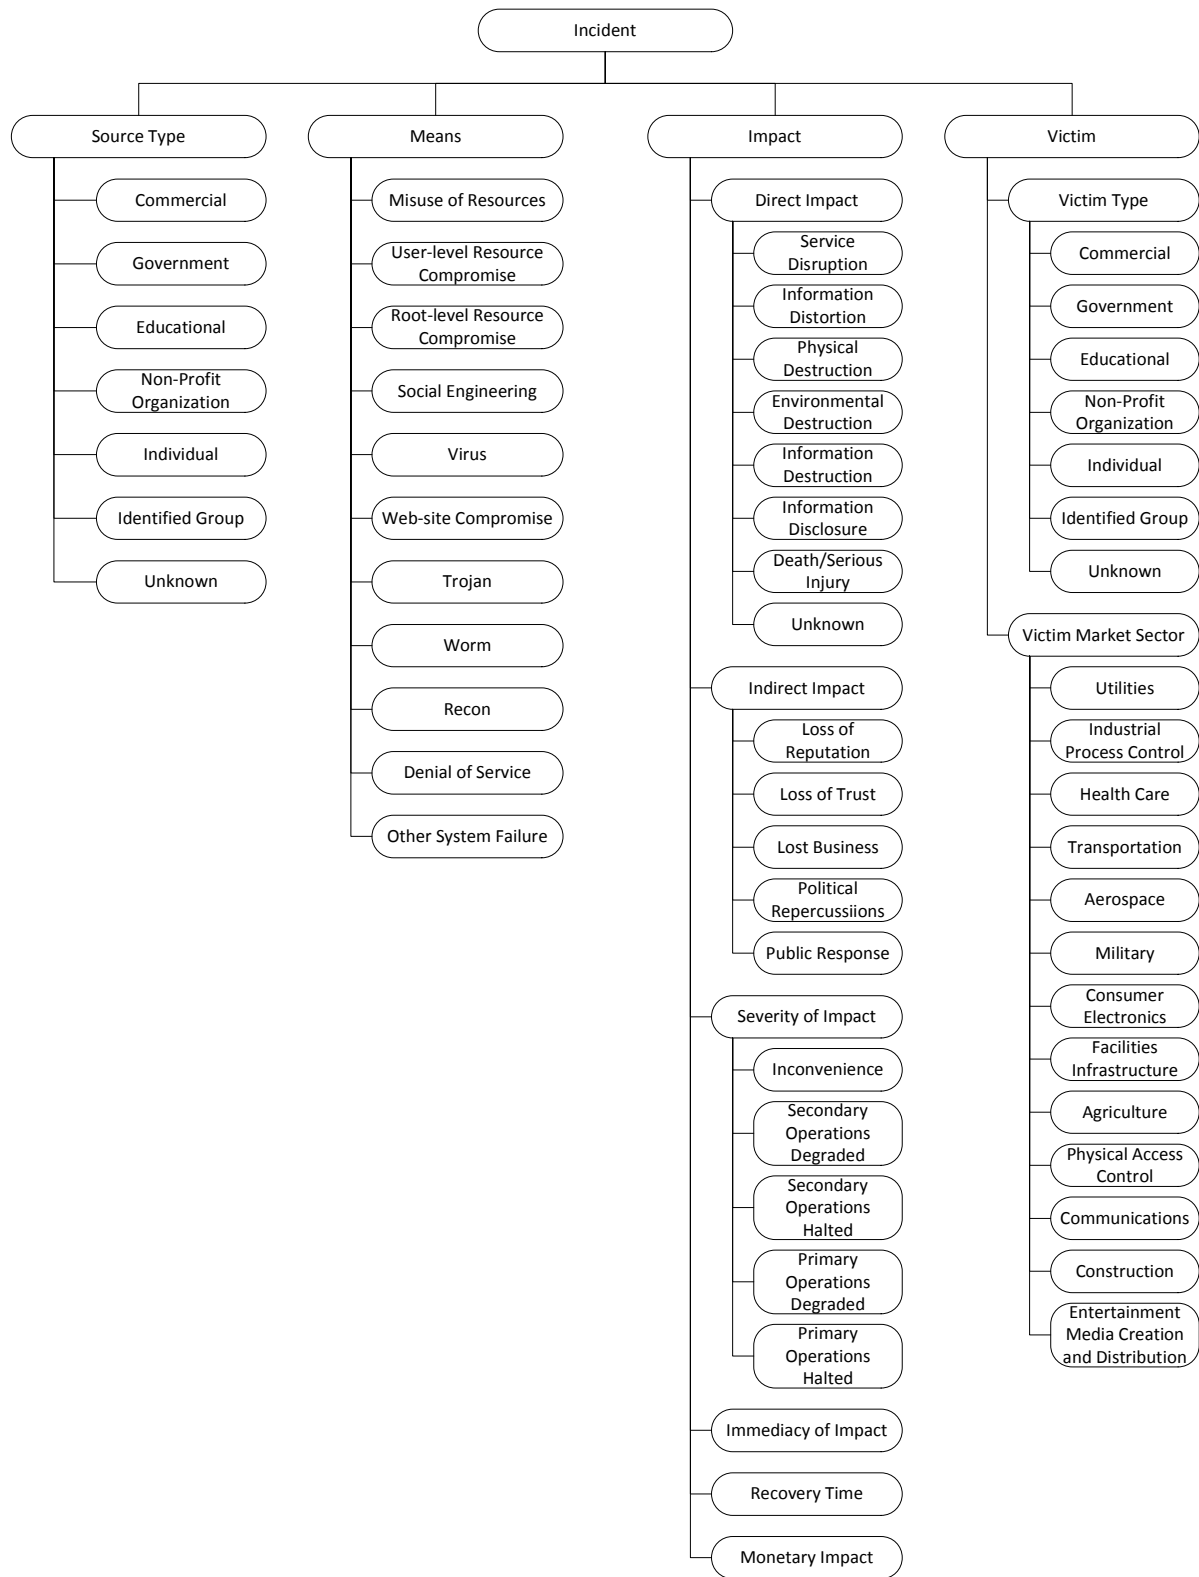 Incident
Source Type
Commercial
Government
Educational
Non-Profit
Organization
Individual
Identified Group
Unknown
Means
Misuse of Resources
User-level Resource
Compromise
Root-level Resource
Compromise
Social Engineering
Virus
Web-site Compromise
Trojan
Worm
Recon
Denial of Service
Other System Failure
Impact
Direct Impact
Service
Disruption
Information
Distortion
Physical
Destruction
Environmental
Destruction
Information
Destruction
Information
Disclosure
Death/Serious
Injury
Unknown
Indirect Impact
Loss of
Reputation
Loss of Trust
Lost Business
Political
Repercussiions
Public Response
Severity of Impact
Inconvenience
Secondary
Operations
Degraded
Secondary
Operations
Halted
Primary
Operations
Degraded
Primary
Operations
Halted
Immediacy of Impact
Recovery Time
Monetary Impact
Victim
Victim Type
Commercial
Government
Educational
Non-Profit
Organization
Individual
Identified Group
Unknown
Victim Market Sector
Utilities
Industrial
Process Control
Health Care
Transportation
Aerospace
Military
Consumer
Electronics
Facilities
Infrastructure
Agriculture
Physical Access
Control
Communications
Construction
Entertainment
Media Creation
and Distribution